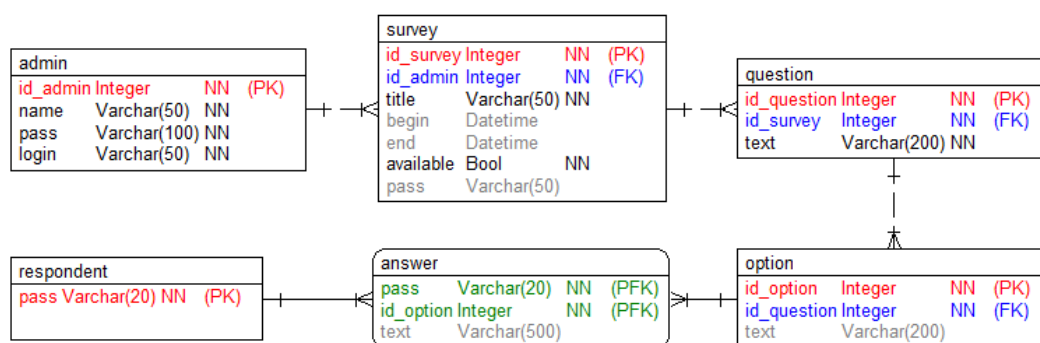 admin
id_admin Integer NN (PK)
name Varchar(50) NN
pass Varchar(100) NN
login Varchar(50) NN
survey
id_survey Integer NN (PK)
id_admin Integer NN (FK)
title Varchar(50) NN
begin Datetime
end Datetime
available Bool NN
pass Varchar(50)
question
id_question Integer NN (PK)
id_survey Integer NN (FK)
text Varchar(200) NN
respondent
pass Varchar(20) NN (PK)
answer
pass Varchar(20) NN (PFK)
id_option Integer NN (PFK)
text Varchar(500)
option
id_option Integer NN (PK)
id_question Integer NN (FK)
text Varchar(200)